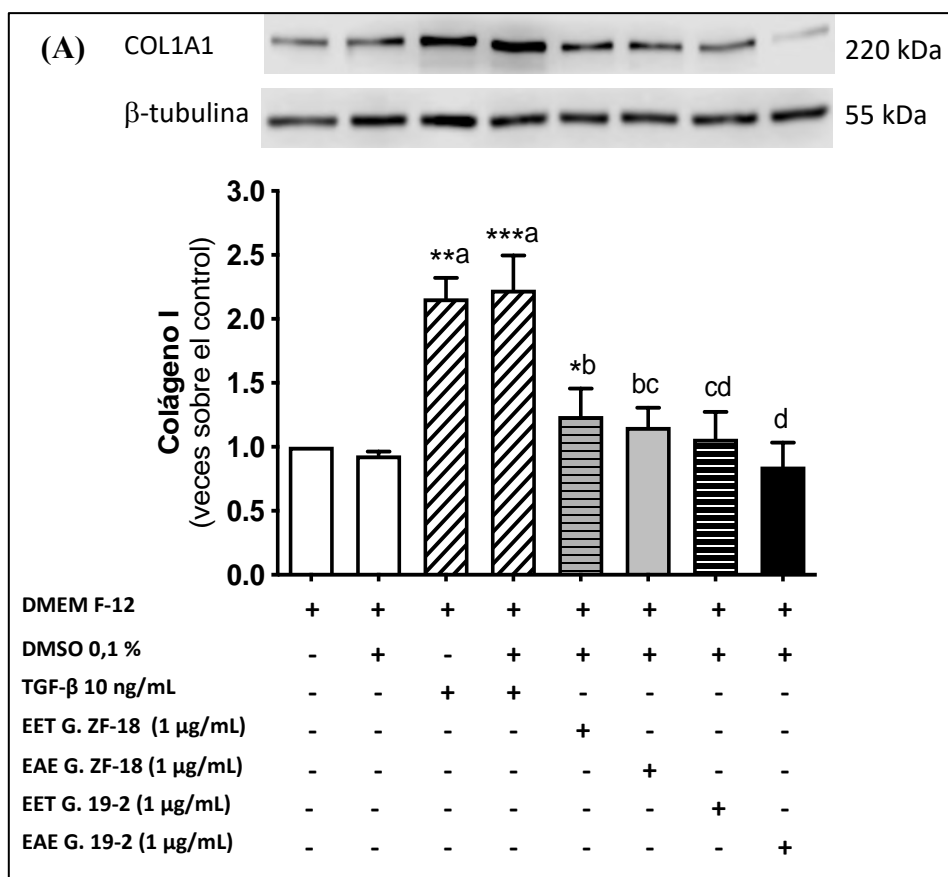 (A) COL1A1 220 kDa
β-tubulina 55 kDa
Colágeno I
(veces sobre el control)
3.0
2.5
2.0
1.5
1.0
0.5
0.0
**a
***a
*b
bc
cd
d
DMEM F-12 + + + + + + + +
DMSO 0,1 % - + - + + + + +
TGF-β 10 ng/mL - - + + - - - -
EET G. ZF-18 (1 µg/mL) - - - - + - - -
EAE G. ZF-18 (1 µg/mL) - - - - - + - -
EET G. 19-2 (1 µg/mL) - - - - - - + -
EAE G. 19-2 (1 µg/mL) - - - - - - - +